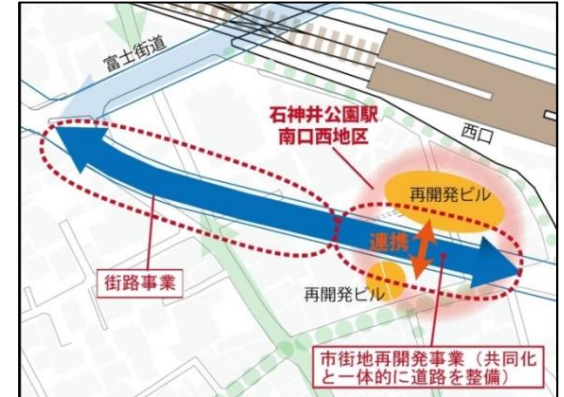 富士街道
石神井公園駅
南口西地区
西口
再開発ビル
連携
街路事業
再開発ビル
市街地再開発事業（共同化
と一体的に道路を整備）